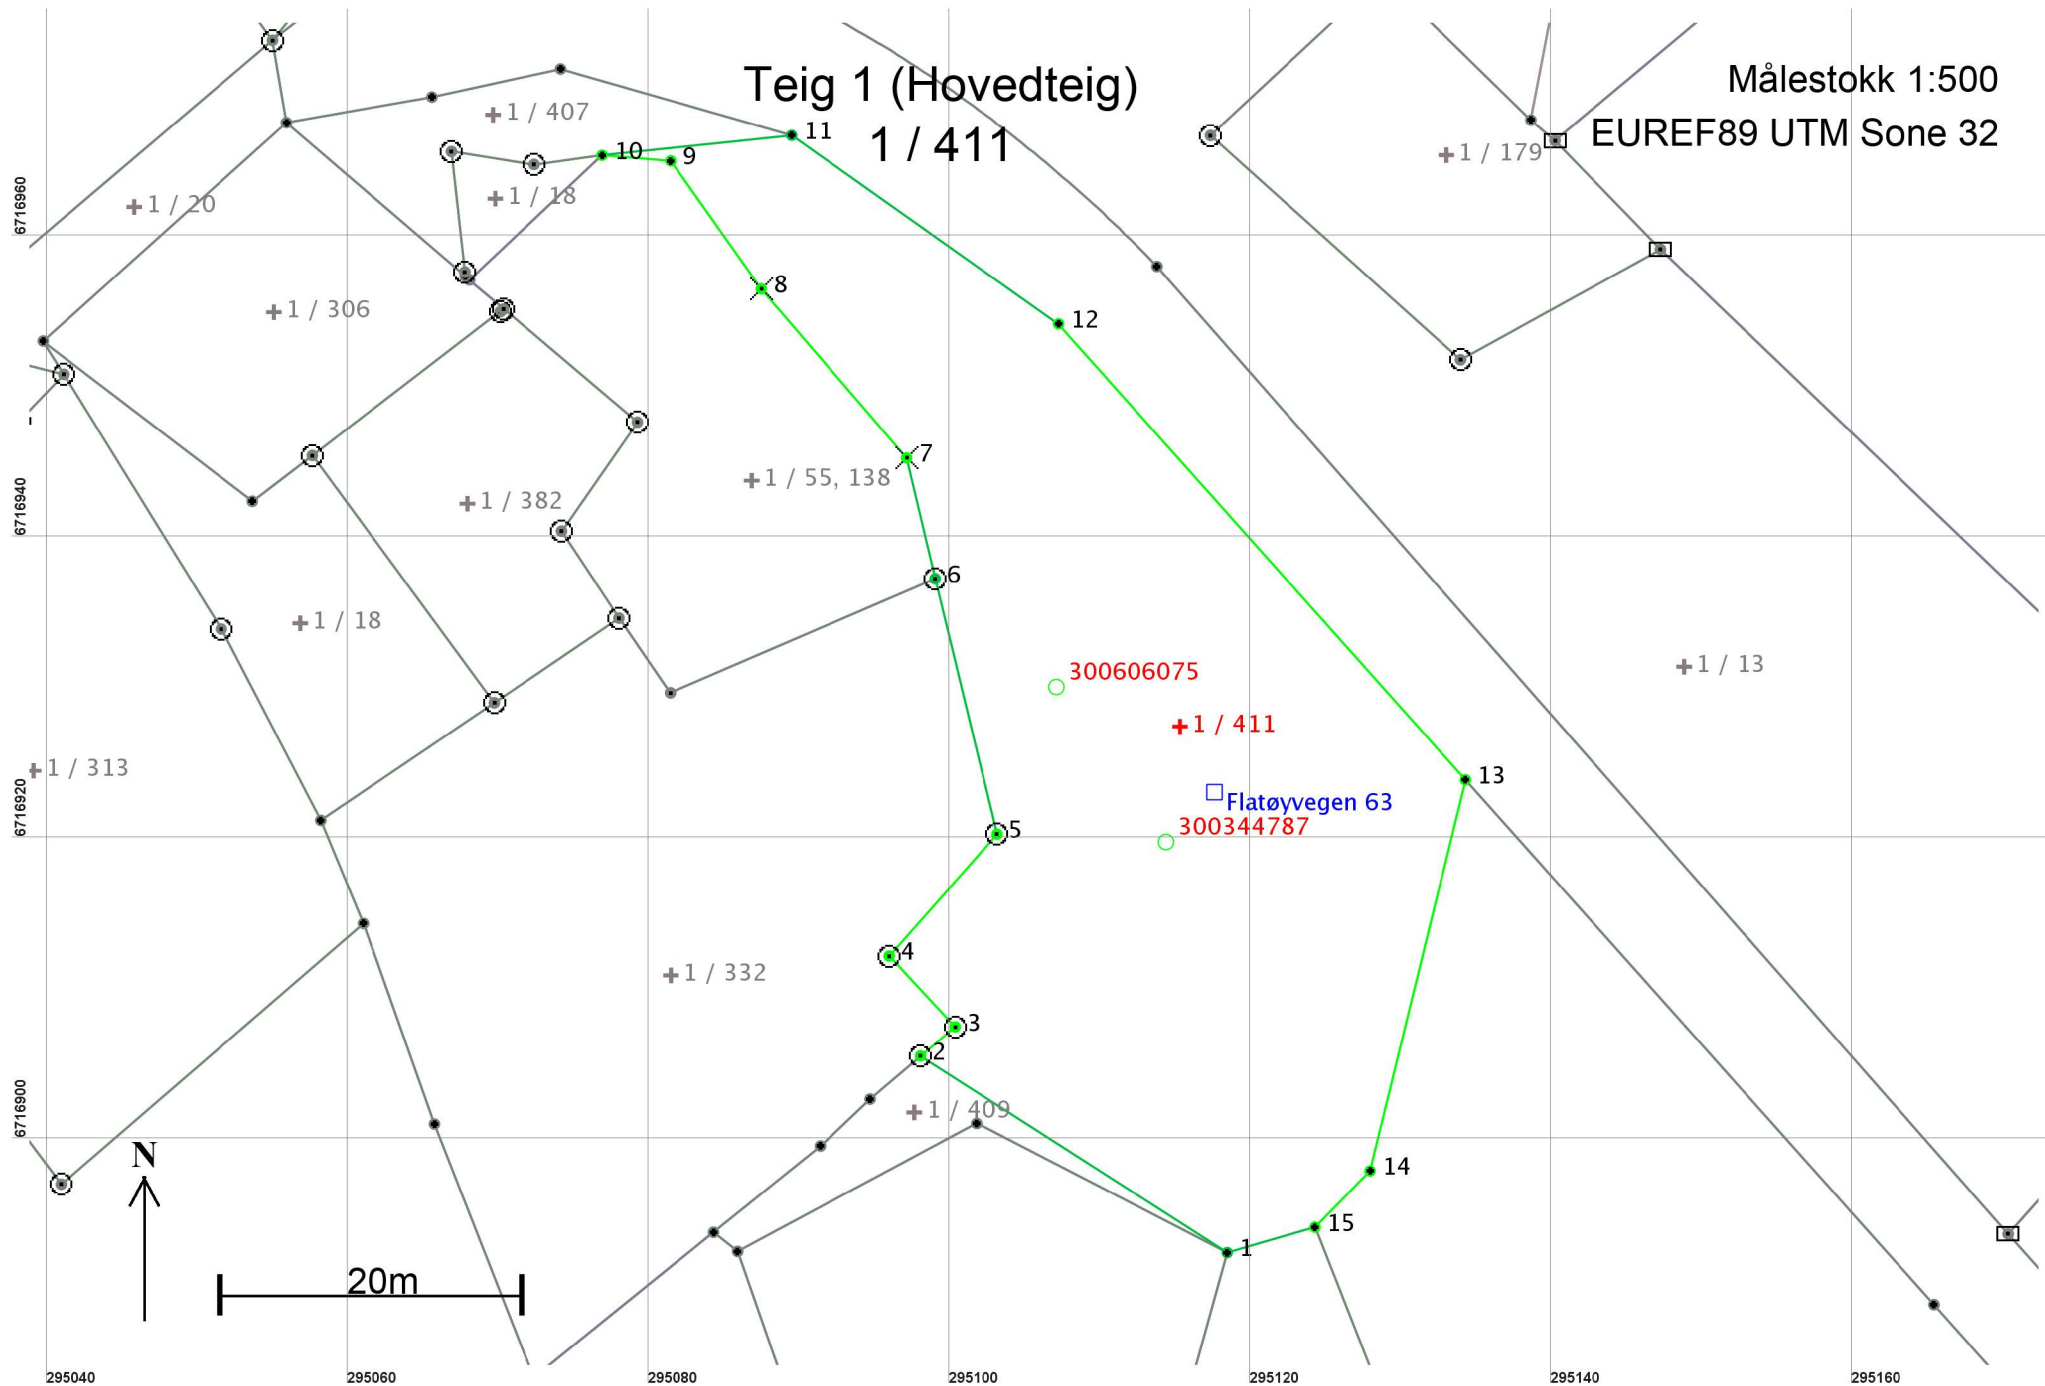 Teig 1 (Hovedteig)
1 / 411
Målestokk 1:500
EUREF89 UTM Sone 32
1 / 407
11
10
9
1 / 179
1 / 18
1 / 20
6716960
8
1 / 306
12
7
1 / 55, 138
1 / 382
6716940
6
1 / 18
1 / 13
300606075
1 / 411
1 / 313
13
Flatøyvegen 63
300344787
6716920
5
4
1 / 332
3
2
1 / 409
6716900
N
14
15
1
20m
295040
295060
295080
295100
295120
295140
295160